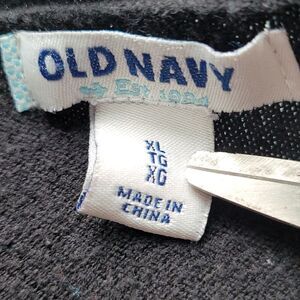 OLD NAVY
Est 1994
XL
TG
XG
MADE IN
CHINA